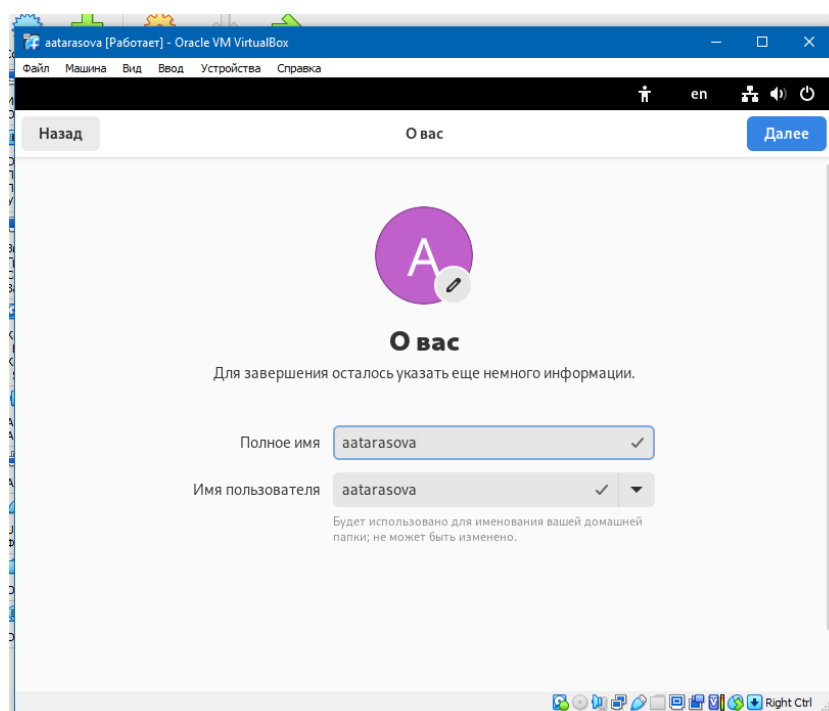 aatarasova [Работает] - Oracle VM VirtualBox
Файл Машина Вид Ввод Устройства Справка
en
Назад О вас Далее
А
О вас
Для завершения осталось указать еще немного информации.
Полное имя aatarasova
Имя пользователя aatarasova
Будет использовано для именования вашей домашней
папки; не может быть изменено.
Right Ctrl